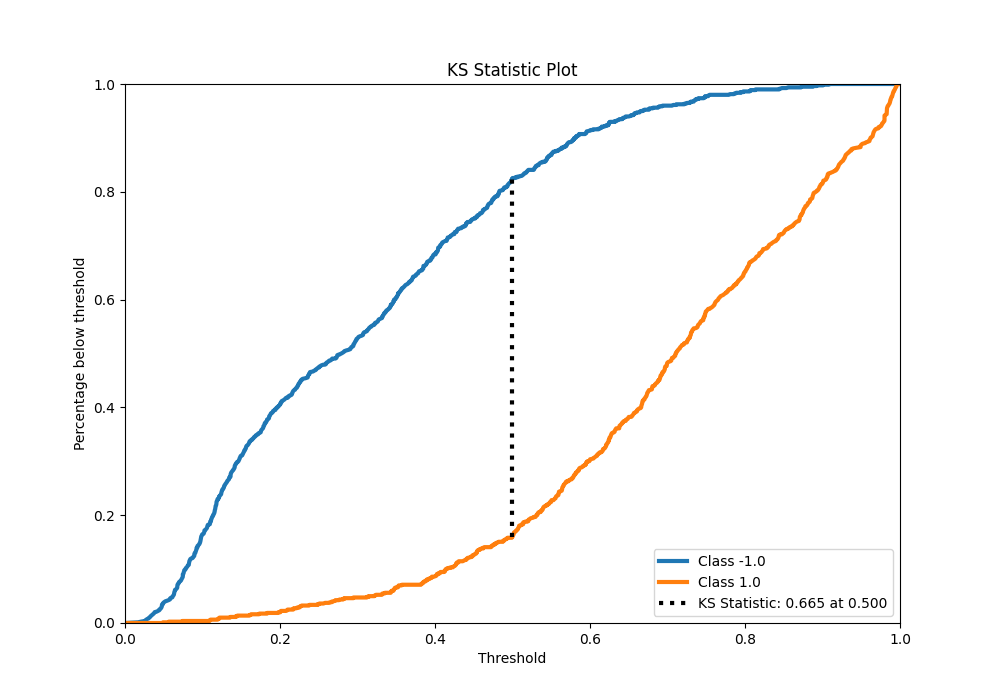 KS Statistic Plot
1.0
0.8
0.6
0.4
0.2
0.0
Percentage below threshold
0.0 0.2 0.4 0.6 0.8 1.0
Threshold
Class -1.0
Class 1.0
KS Statistic: 0.665 at 0.500